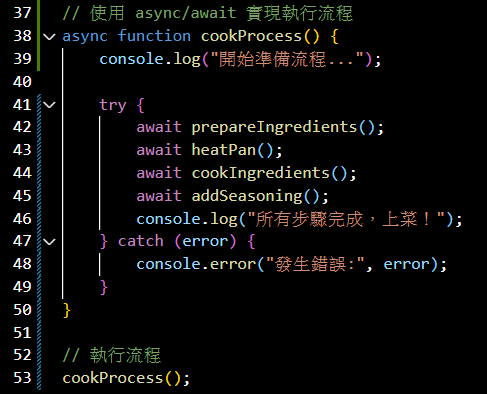 37 // 使用 async/await 實現執行流程
38 async function cookProcess() {
39     console.log("開始準備流程...");
40
41     try {
42         await prepareIngredients();
43         await heatPan();
44         await cookIngredients();
45         await addSeasoning();
46         console.log("所有步驟完成，上菜！");
47     } catch (error) {
48         console.error("發生錯誤:", error);
49     }
50 }
51
52 // 執行流程
53 cookProcess();